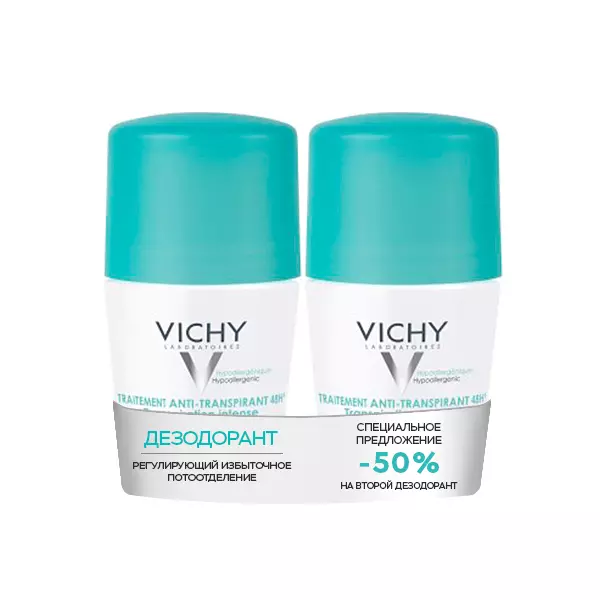 VICHY
LABORATOIRES
Hypoallergénique
Hypoallergenic
TRAITEMENT ANTI-TRANSPIRANT 48H
VICHY
LABORATOIRES
Hypoallergénique
Hypoallergenic
TRAITEMENT ANTI-TRANSPIRANT 48H
ДЕЗОДОРАНТ
РЕГУЛИРУЮЩИЙ ИЗБЫТОЧНОЕ
ПОТООТДЕЛЕНИЕ
СПЕЦИАЛЬНОЕ
ПРЕДЛОЖЕНИЕ
-50%
НА ВТОРОЙ ДЕЗОДОРАНТ